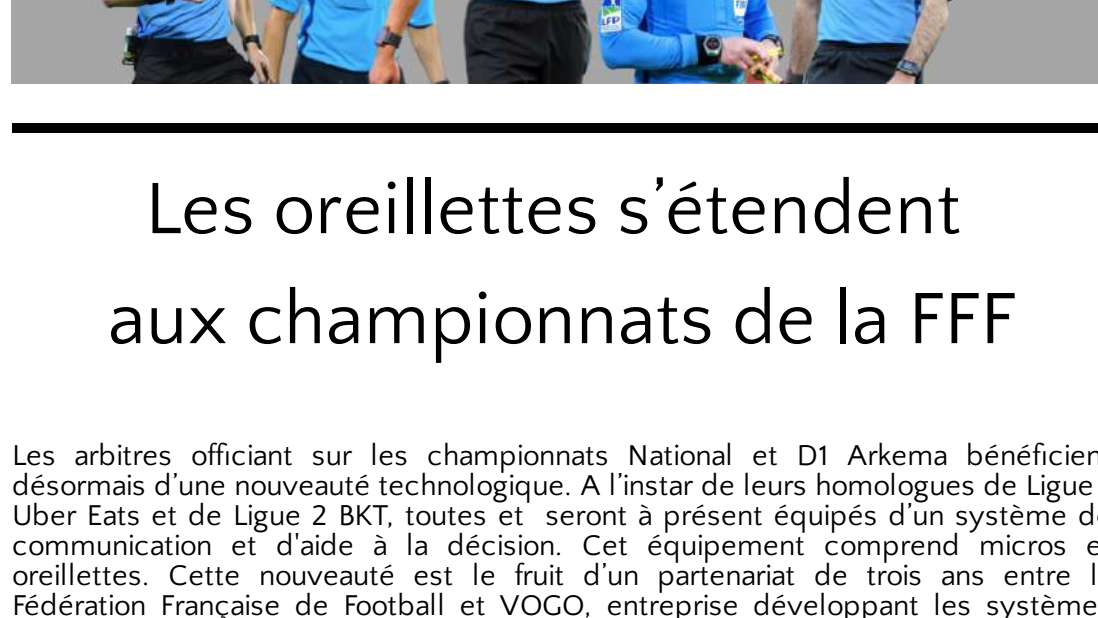 LFP
Les oreillettes s’étendent
aux championnats de la FFF
Les arbitres officiant sur les championnats National et D1 Arkema bénéficien
désormais d’une nouveauté technologique. A l’instar de leurs homologues de Ligue
Uber Eats et de Ligue 2 BKT, toutes et seront à présent équipés d’un système de
communication et d'aide à la décision. Cet équipement comprend micros e
oreillettes. Cette nouveauté est le fruit d’un partenariat de trois ans entre l
Fédération Française de Football et VOGO, entreprise développant les système